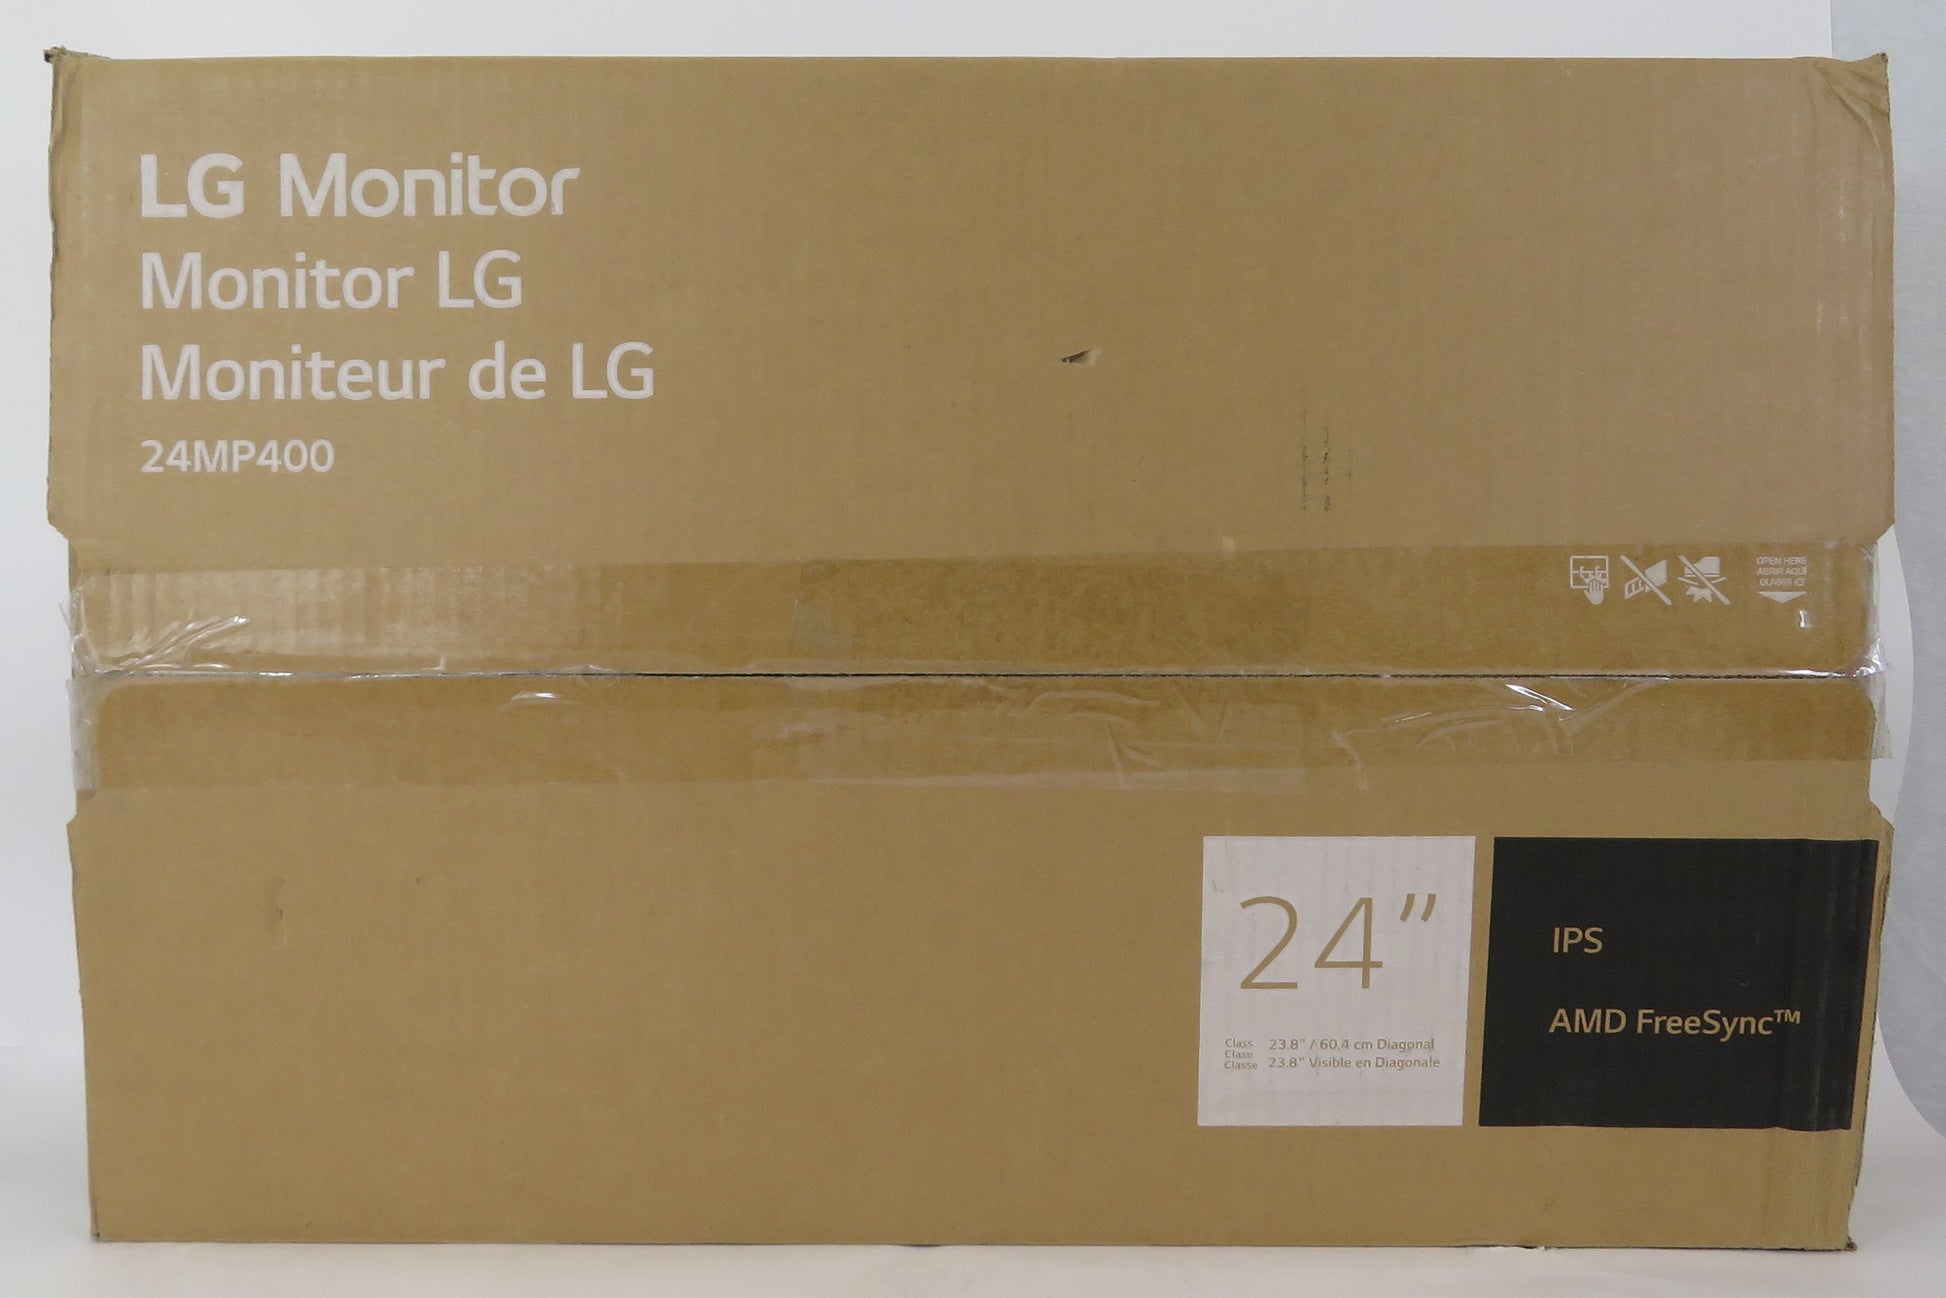 LG Monitor
Monitor LG
Moniteur de LG
24MP400
OPEN HERE
ABRIR AQUÍ
OUVRIR ICI
1
24”
Class 23.8” / 60,4 cm Diagonal
Clase
Classe 23.8” Visible en Diagonale
IPS
AMD FreeSync™